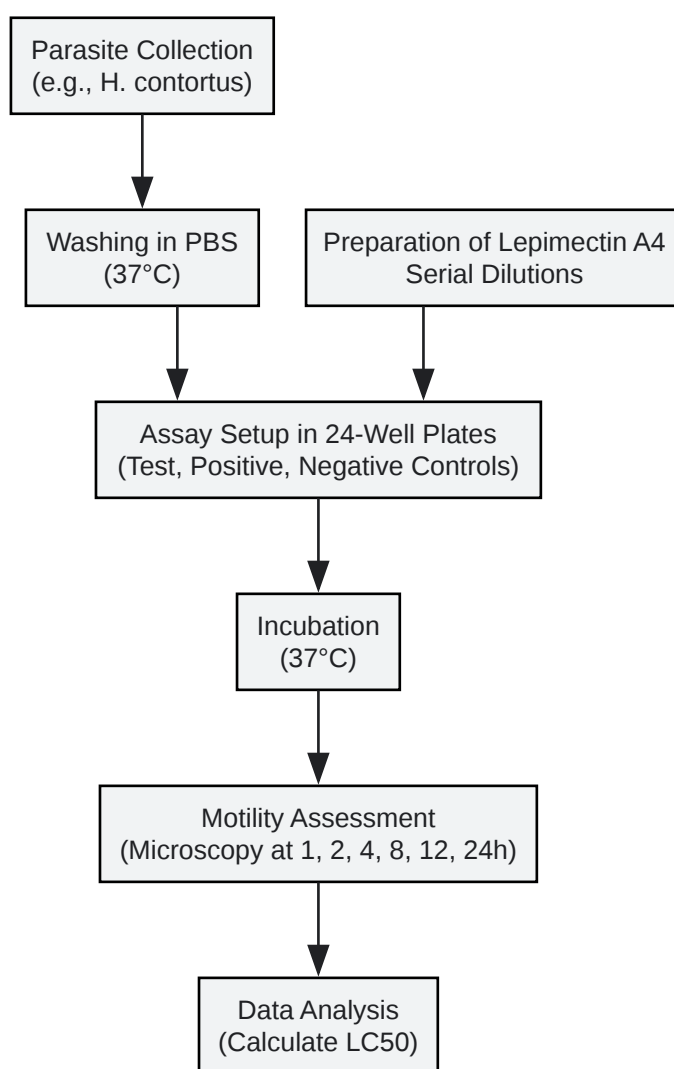 Parasite Collection
(e.g., H. contortus)
Washing in PBS
(37°C)
Preparation of Lepimectin A4
Serial Dilutions
Assay Setup in 24-Well Plates
(Test, Positive, Negative Controls)
Incubation
(37°C)
Motility Assessment
(Microscopy at 1, 2, 4, 8, 12, 24h)
Data Analysis
(Calculate LC50)